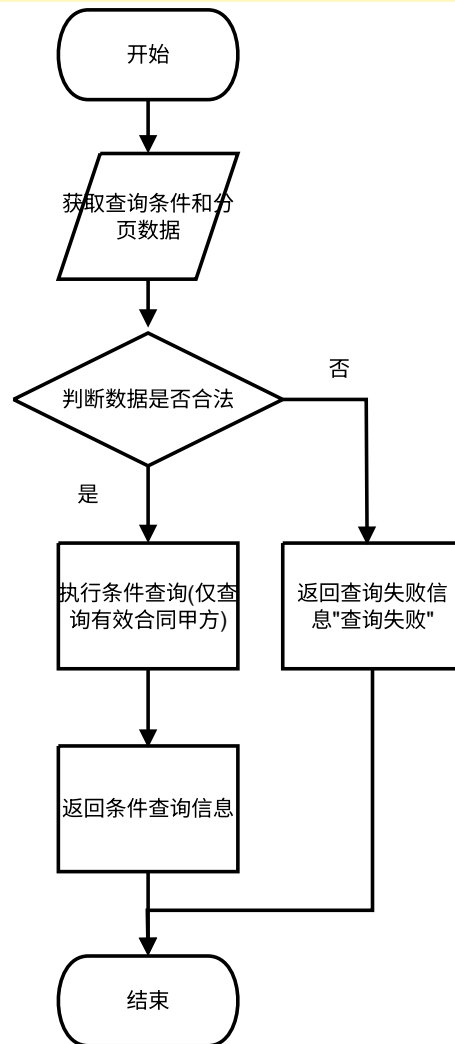 开始
获取查询条件和分
页数据
判断数据是否合法
否
是
执行条件查询(仅查
询有效合同甲方)
返回查询失败信
息"查询失败"
返回条件查询信息
结束